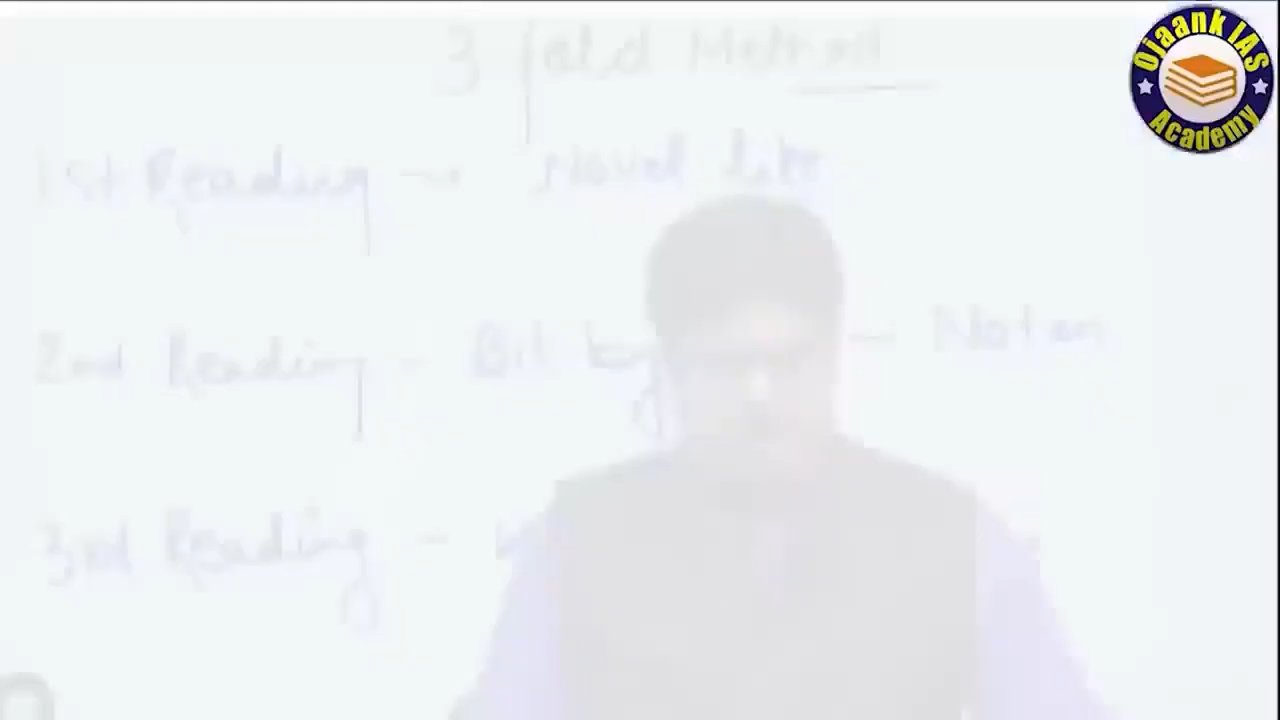 3 fold Method
1st Reading → Novel like
2nd Reading - Bit by — Notes
3rd Reading -
Ojaank IAS
Academy